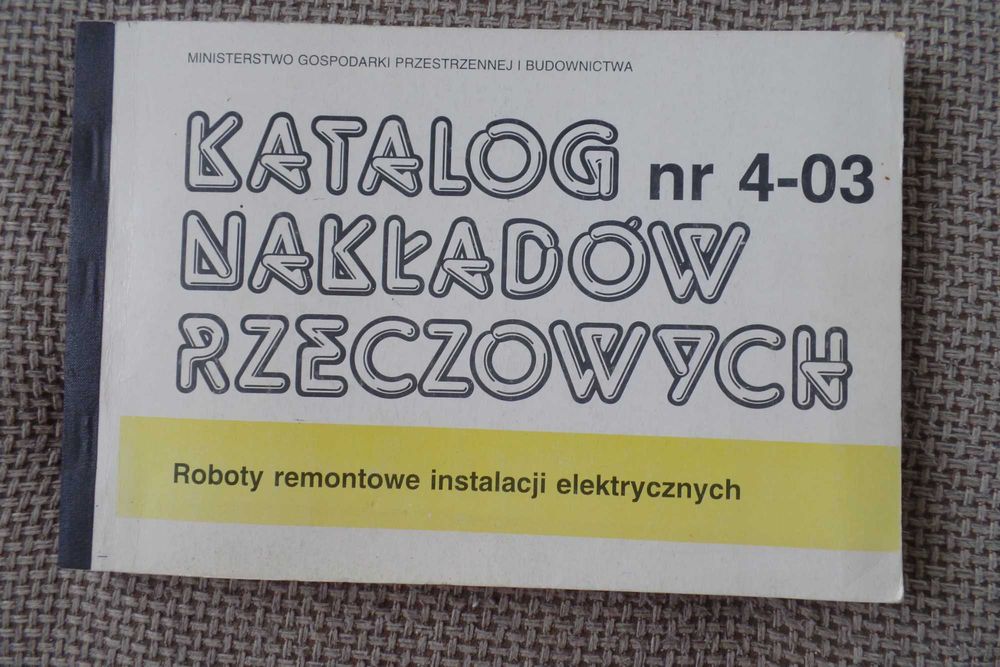 MINISTERSTWO GOSPODARKI PRZESTRZENNEJ I BUDOWNICTWA
KATALOG nr 4-03
NAKŁADÓW
RZECZOWYCH
Roboty remontowe instalacji elektrycznych